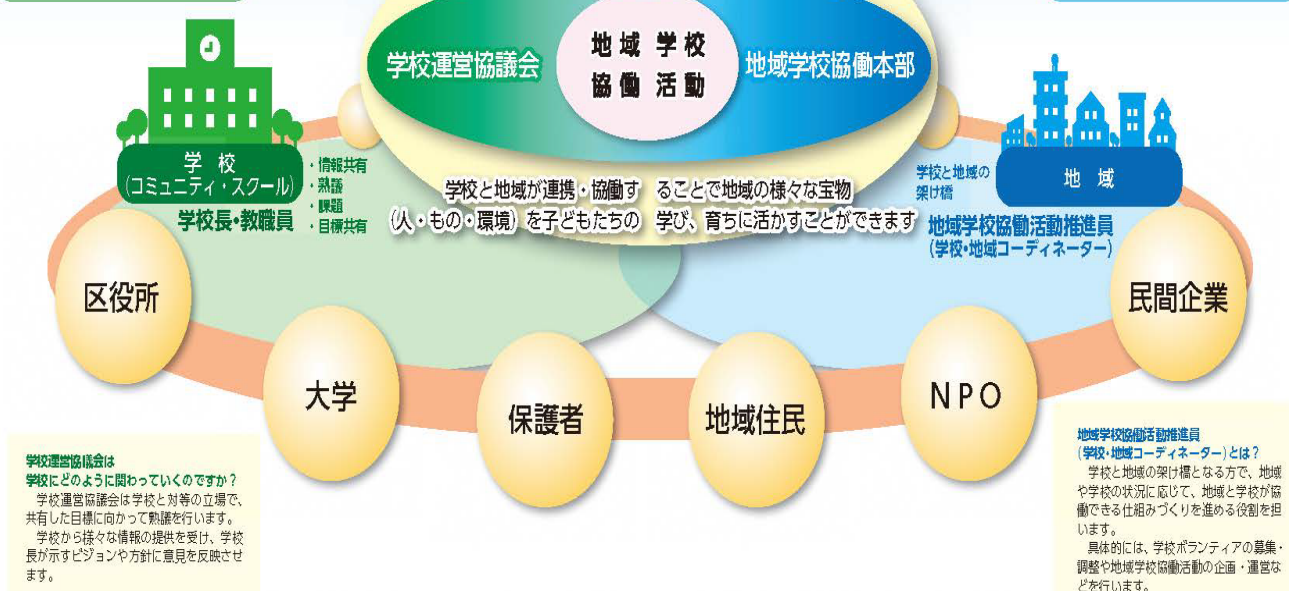 地域 学校
協働 活動
学校運営協議会
地域学校協働本部
学 校
(コミュニティ・スクール)
学校長・教職員
・情報共有
・熟議
・課題
・目標共有
学校と地域が連携・協働す ることで地域の様々な宝物
(人・もの・環境) を子どもたちの 学び、育ちに活かすことができます
学校と地域の
架け橋
地 域
地域学校協働活動推進員
(学校・地域コーディネーター)
区役所
大学
保護者
地域住民
NPO
民間企業
学校運営協議会は
学校にどのように関わっていくのですか?
学校運営協議会は学校と対等の立場で、
共有した目標に向かって熟議を行います。
学校から様々な情報の提供を受け、学校
長が示すビジョンや方針に意見を反映させ
ます。
地域学校協働活動推進員
(学校・地域コーディネーター)とは?
学校と地域の架け橋となる方で、地域
や学校の状況に応じて、地域と学校が協
働できる仕組みづくりを進める役割を担
います。
具体的には、学校ボランティアの募集・
調整や地域学校協働活動の企画・運営な
どを行います。